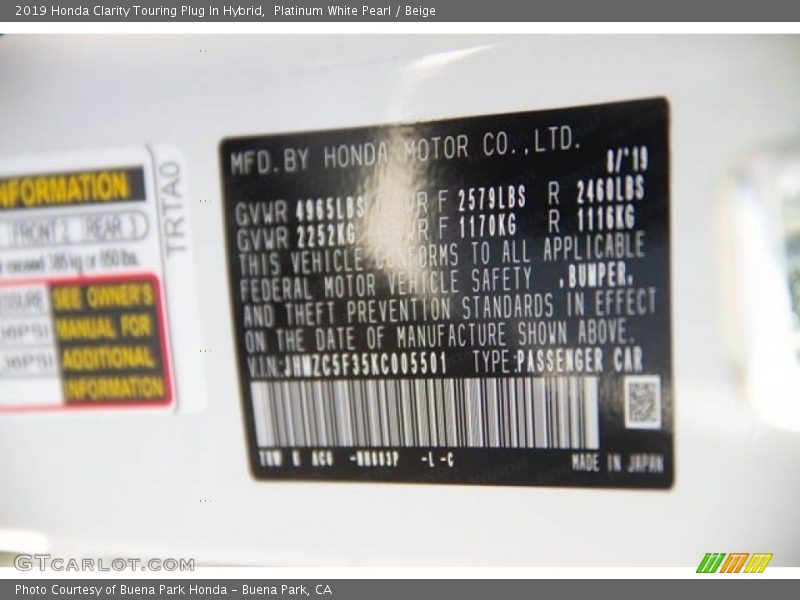 2019 Honda Clarity Touring Plug In Hybrid,  Platinum White Pearl / Beige
MFD. BY HONDA MOTOR CO., LTD.
8/'19
GVWR 4965LBS F 2579LBS R 2460LBS
GVWR 2252KG R F 1170KG R 1116KG
THIS VEHICLE CONFORMS TO ALL APPLICABLE
FEDERAL MOTOR VEHICLE SAFETY ,BUMPER,
AND THEFT PREVENTION STANDARDS IN EFFECT
ON THE DATE OF MANUFACTURE SHOWN ABOVE.
VIN:JHMZC5F35KC005501 TYPE:PASSENGER CAR
-L -C
MADE IN JAPAN
NFORMATION
FRONT 2 REAR 3
TRTA0
SEE OWNER'S
MANUAL FOR
ADDITIONAL
INFORMATION
GTCARLOT.COM
Photo Courtesy of Buena Park Honda - Buena Park, CA